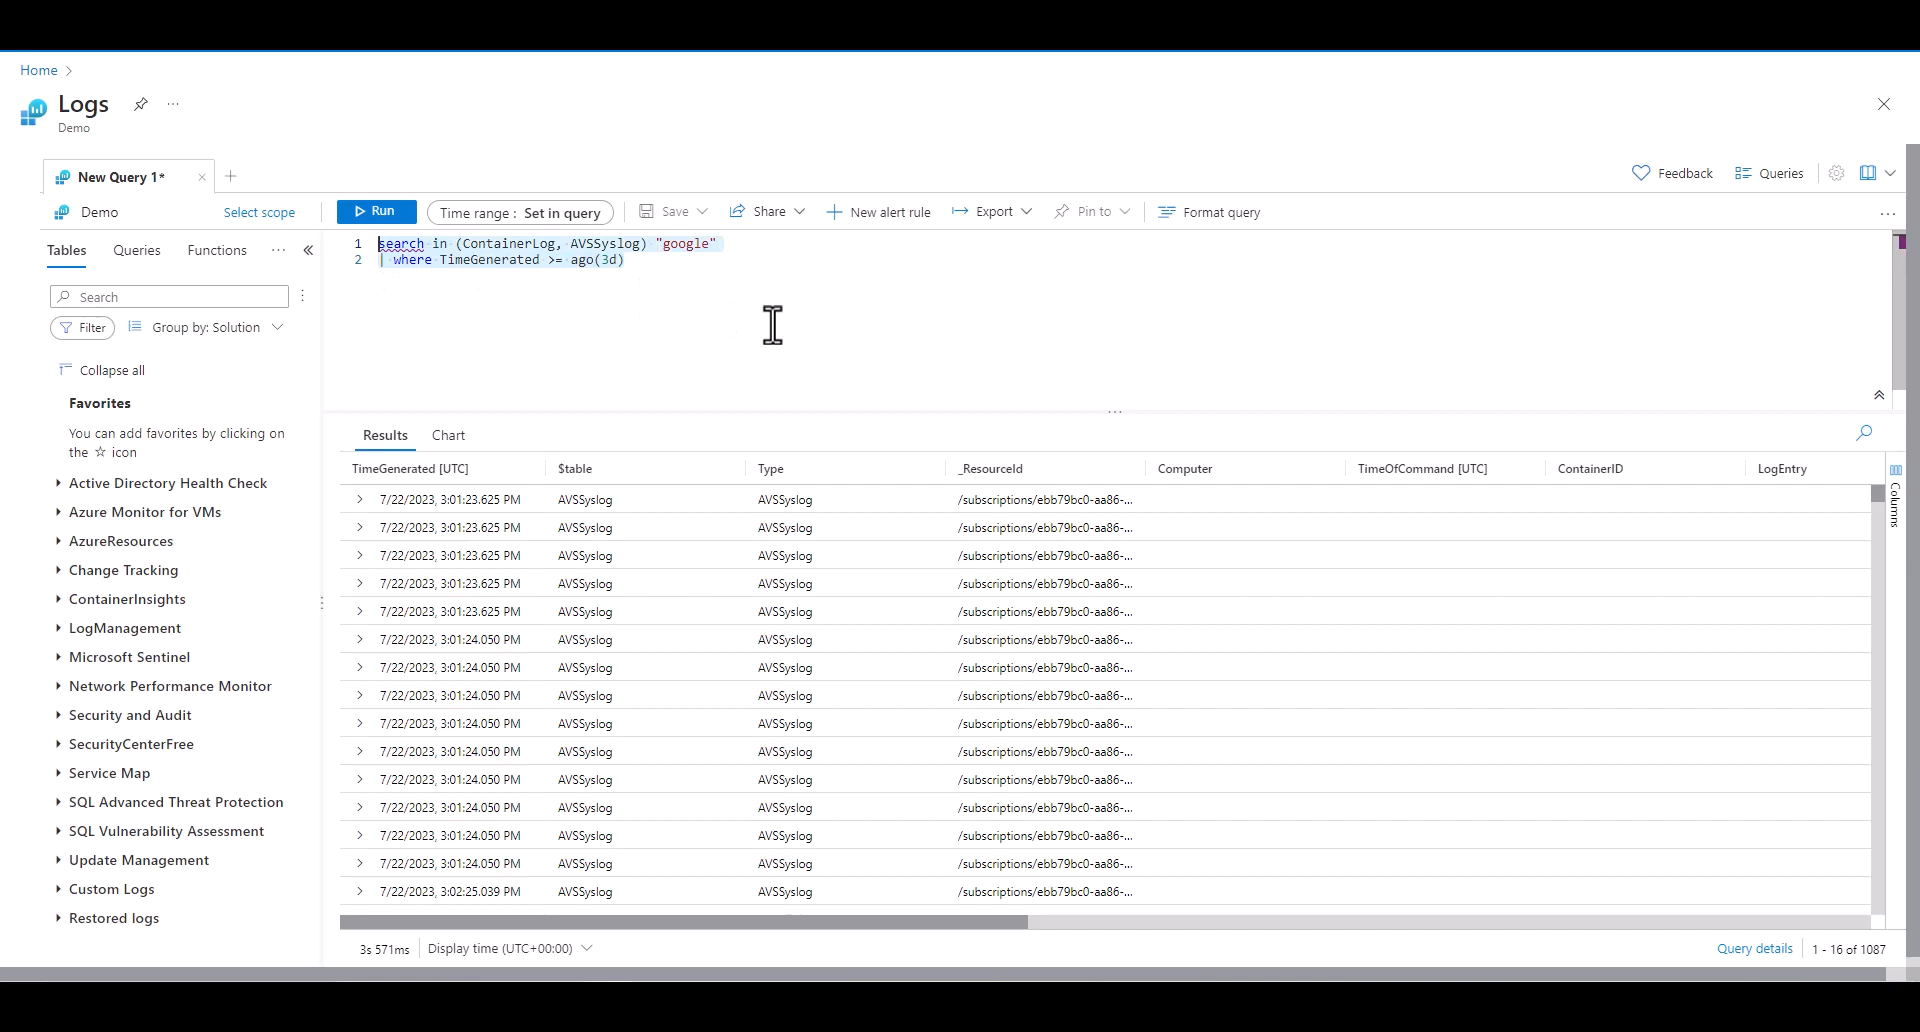 Home >
Logs ...
Demo
New Query 1* × +
Feedback Queries
Demo Select scope
Run Time range : Set in query Save Share New alert rule Export Pin to Format query ...
Tables Queries Functions ... «
1 search in (ContainerLog, AVSSyslog) "google"
2 | where TimeGenerated >= ago(3d)
Search
Filter Group by: Solution
Collapse all
Favorites
You can add favorites by clicking on
the ☆ icon
Active Directory Health Check
Azure Monitor for VMs
AzureResources
Change Tracking
ContainerInsights
LogManagement
Microsoft Sentinel
Network Performance Monitor
Security and Audit
SecurityCenterFree
Service Map
SQL Advanced Threat Protection
SQL Vulnerability Assessment
Update Management
Custom Logs
Restored logs
Results Chart
TimeGenerated [UTC] $table Type _ResourceId Computer TimeOfCommand [UTC] ContainerID LogEntry
7/22/2023, 3:01:23.625 PM AVSSyslog AVSSyslog /subscriptions/ebb79bc0-aa86-...
7/22/2023, 3:01:23.625 PM AVSSyslog AVSSyslog /subscriptions/ebb79bc0-aa86-...
7/22/2023, 3:01:23.625 PM AVSSyslog AVSSyslog /subscriptions/ebb79bc0-aa86-...
7/22/2023, 3:01:23.625 PM AVSSyslog AVSSyslog /subscriptions/ebb79bc0-aa86-...
7/22/2023, 3:01:23.625 PM AVSSyslog AVSSyslog /subscriptions/ebb79bc0-aa86-...
7/22/2023, 3:01:24.050 PM AVSSyslog AVSSyslog /subscriptions/ebb79bc0-aa86-...
7/22/2023, 3:01:24.050 PM AVSSyslog AVSSyslog /subscriptions/ebb79bc0-aa86-...
7/22/2023, 3:01:24.050 PM AVSSyslog AVSSyslog /subscriptions/ebb79bc0-aa86-...
7/22/2023, 3:01:24.050 PM AVSSyslog AVSSyslog /subscriptions/ebb79bc0-aa86-...
7/22/2023, 3:01:24.050 PM AVSSyslog AVSSyslog /subscriptions/ebb79bc0-aa86-...
7/22/2023, 3:01:24.050 PM AVSSyslog AVSSyslog /subscriptions/ebb79bc0-aa86-...
7/22/2023, 3:01:24.050 PM AVSSyslog AVSSyslog /subscriptions/ebb79bc0-aa86-...
7/22/2023, 3:01:24.050 PM AVSSyslog AVSSyslog /subscriptions/ebb79bc0-aa86-...
7/22/2023, 3:01:24.050 PM AVSSyslog AVSSyslog /subscriptions/ebb79bc0-aa86-...
7/22/2023, 3:02:25.039 PM AVSSyslog AVSSyslog /subscriptions/ebb79bc0-aa86-...
Columns
3s 571ms Display time (UTC+00:00) Query details 1 - 16 of 1087